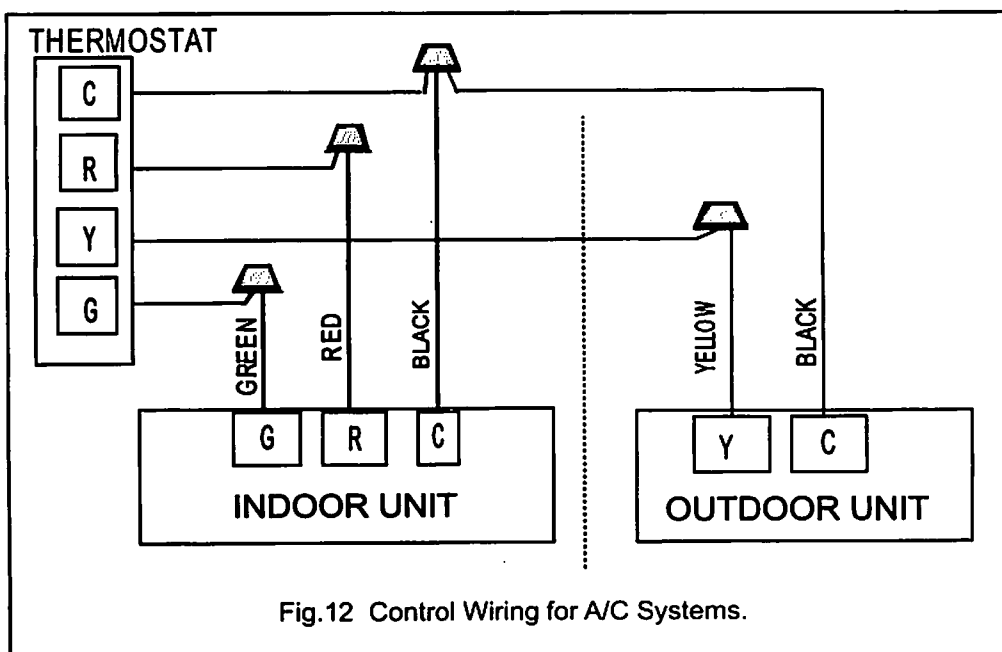 THERMOSTAT
C
R
Y
G
GREEN
RED
BLACK
YELLOW
BLACK
G
R
C
Y
C
INDOOR UNIT
OUTDOOR UNIT
Fig.12 Control Wiring for A/C Systems.